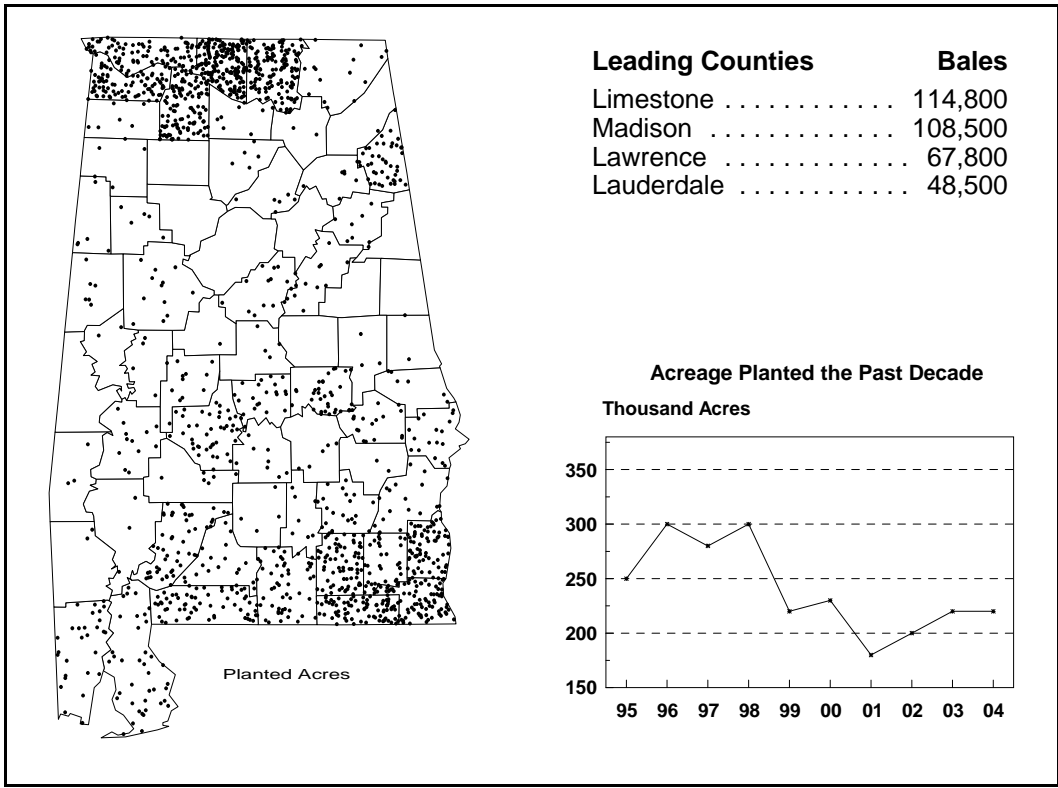 Leading Counties Bales
Limestone . . . . . . . . . . . . 114,800
Madison . . . . . . . . . . . . . 108,500
Lawrence . . . . . . . . . . . . . 67,800
Lauderdale . . . . . . . . . . . . 48,500
Acreage Planted the Past Decade
Thousand Acres
350
300
250
200
150
95 96 97 98 99 00 01 02 03 04
Planted Acres